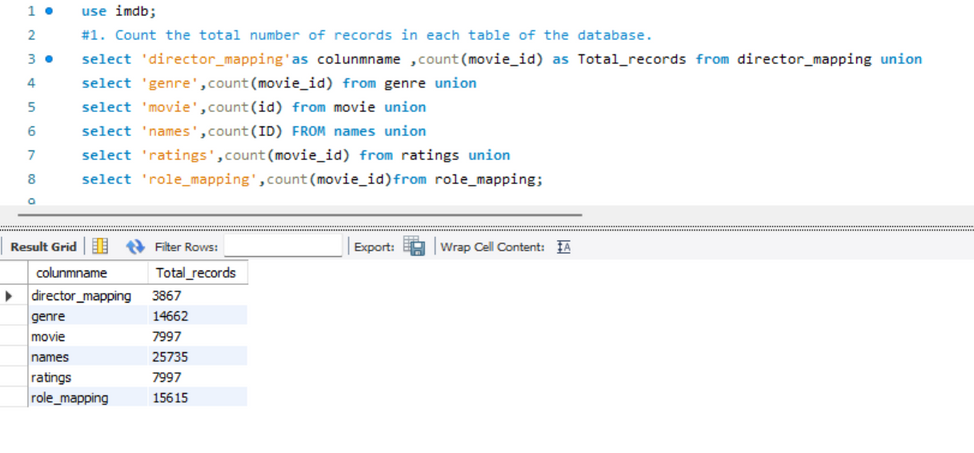 1 use imdb;
2 #1. Count the total number of records in each table of the database.
3 select 'director_mapping'as colunmname ,count(movie_id) as Total_records from director_mapping union
4 select 'genre',count(movie_id) from genre union
5 select 'movie',count(id) from movie union
6 select 'names',count(ID) FROM names union
7 select 'ratings',count(movie_id) from ratings union
8 select 'role_mapping',count(movie_id)from role_mapping;
9
Result Grid Filter Rows: Export: Wrap Cell Content: IA
colunmname Total_records
director_mapping 3867
genre 14662
movie 7997
names 25735
ratings 7997
role_mapping 15615